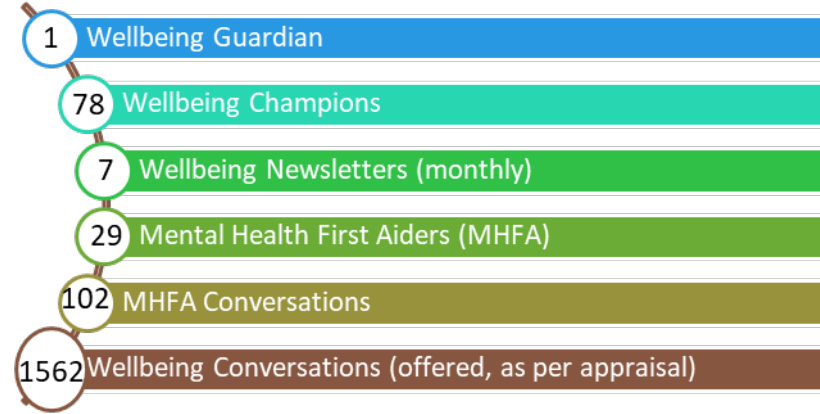 1 Wellbeing Guardian
78 Wellbeing Champions
7 Wellbeing Newsletters (monthly)
29 Mental Health First Aiders (MHFA)
102 MHFA Conversations
1562 Wellbeing Conversations (offered, as per appraisal)